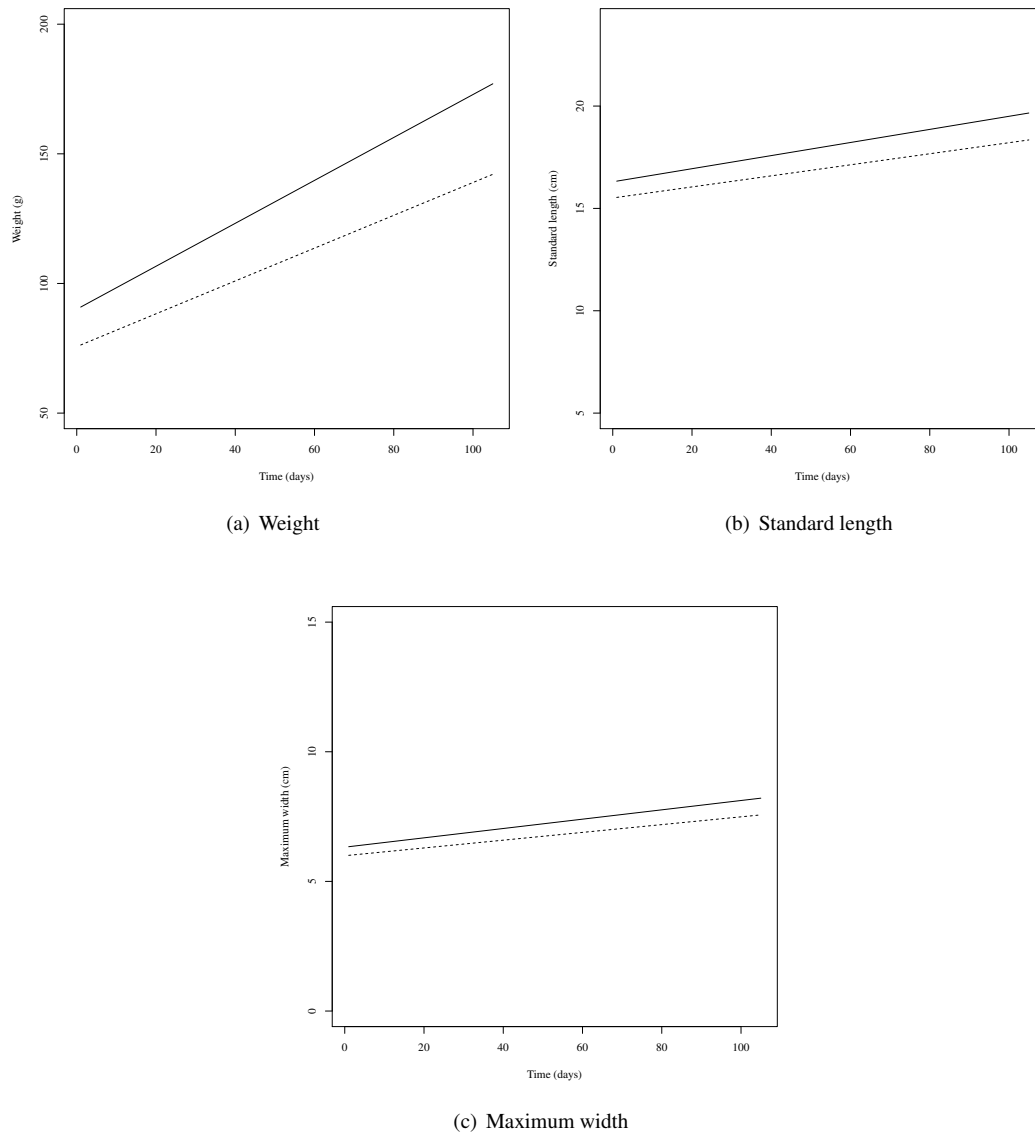 200
150
100
50
Weight (g)
0 20 40 60 80 100
Time (days)
(a) Weight
20
15
10
5
Standard length (cm)
0 20 40 60 80 100
Time (days)
(b) Standard length
15
10
5
0
Maximum width (cm)
0 20 40 60 80 100
Time (days)
(c) Maximum width